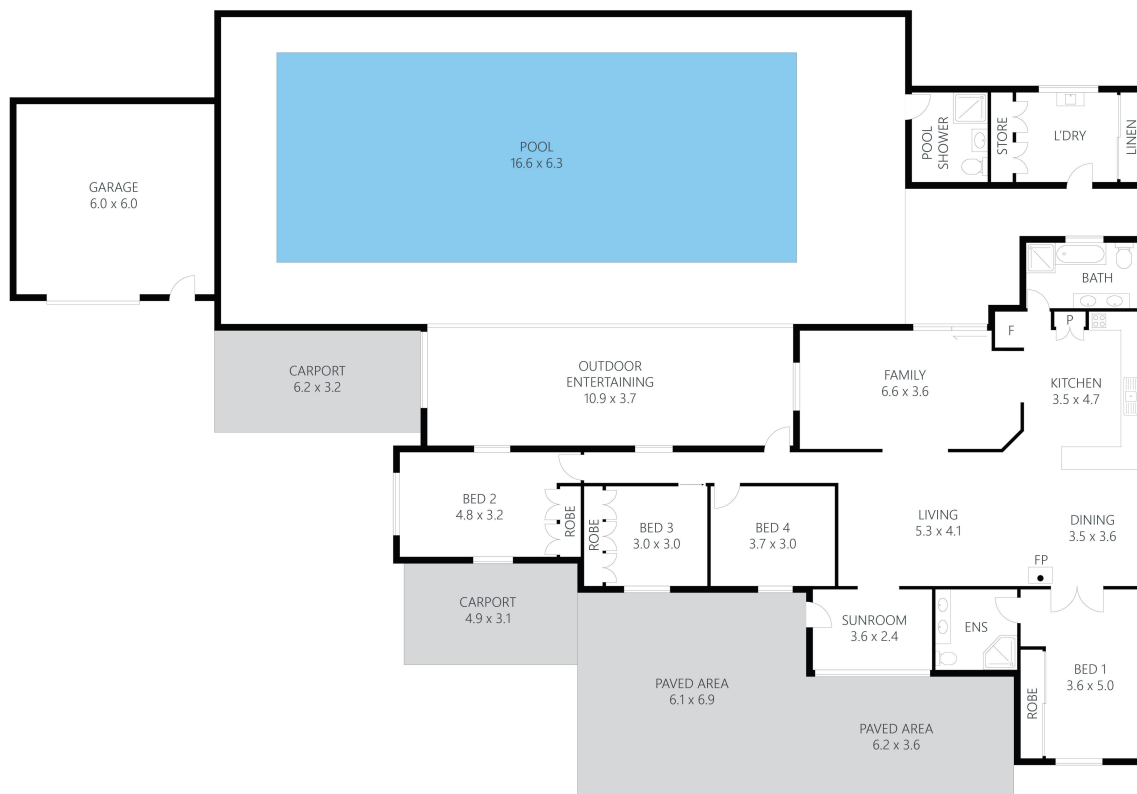 POOL
16.6 x 6.3
GARAGE
6.0 x 6.0
POOL
SHOWER
STORE
L'DRY
LINEN
BATH
CARPORT
6.2 x 3.2
OUTDOOR
ENTERTAINING
10.9 x 3.7
FAMILY
6.6 x 3.6
F
P
KITCHEN
3.5 x 4.7
BED 2
4.8 x 3.2
ROBE
ROBE
BED 3
3.0 x 3.0
BED 4
3.7 x 3.0
LIVING
5.3 x 4.1
DINING
3.5 x 3.6
FP
CARPORT
4.9 x 3.1
SUNROOM
3.6 x 2.4
ENS
BED 1
3.6 x 5.0
ROBE
PAVED AREA
6.1 x 6.9
PAVED AREA
6.2 x 3.6